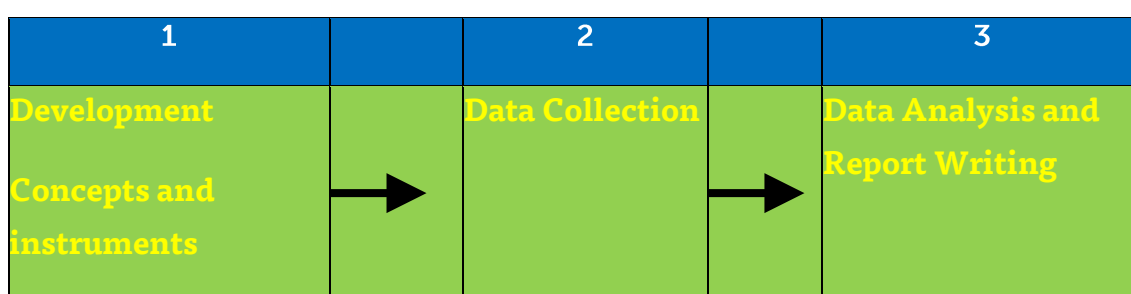 1
2
3
Development
Concepts and
instruments
Data Collection
Data Analysis and
Report Writing